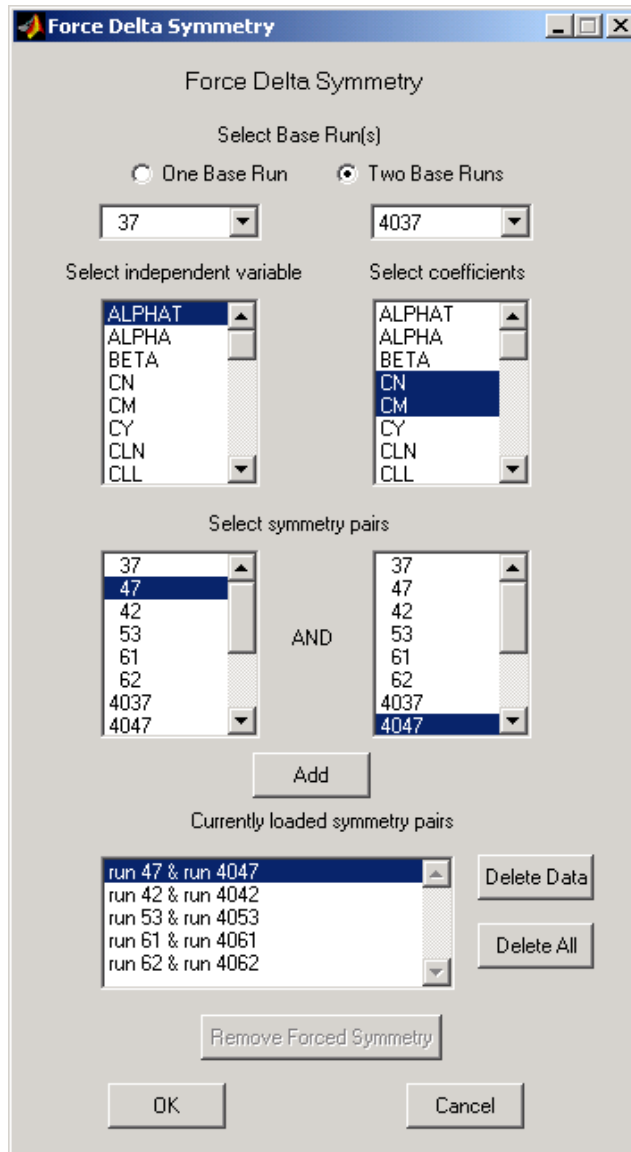 Force Delta Symmetry
Force Delta Symmetry
Select Base Run(s)
One Base Run Two Base Runs
37 4037
Select independent variable Select coefficients
ALPHAT ALPHAT
ALPHA ALPHA
BETA BETA
CN CN
CM CM
CY CY
CLN CLN
CLL CLL
Select symmetry pairs
37 37
47 47
42 42
53 53
61 AND 61
62 62
4037 4037
4047 4047
Add
Currently loaded symmetry pairs
run 47 & run 4047
run 42 & run 4042
run 53 & run 4053
run 61 & run 4061
run 62 & run 4062
Delete Data
Delete All
Remove Forced Symmetry
OK Cancel